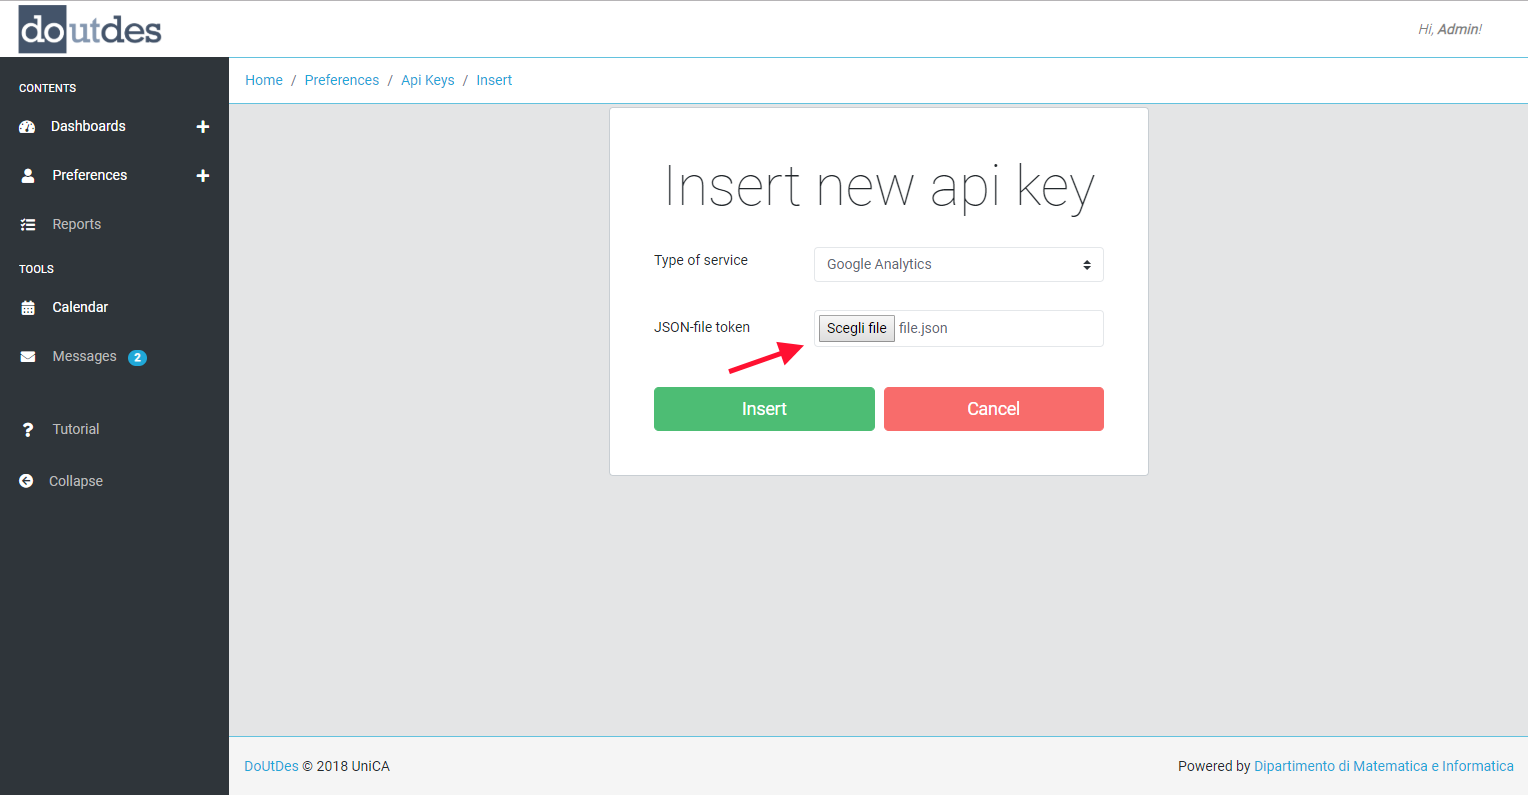 doutdes
Hi, Admin!
CONTENTS
Dashboards
Preferences
Reports
TOOLS
Calendar
Messages 2
Tutorial
Collapse
Home / Preferences / Api Keys / Insert
Insert new api key
Type of service Google Analytics
JSON-file token Scegli file file.json
Insert Cancel
DoUtDes © 2018 UniCA
Powered by Dipartimento di Matematica e Informatica